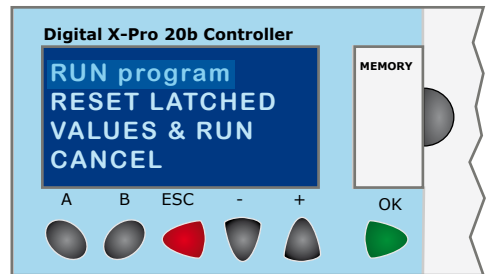 Digital X-Pro 20b Controller
RUN program
RESET LATCHED
VALUES & RUN
CANCEL
MEMORY
A B ESC - + OK